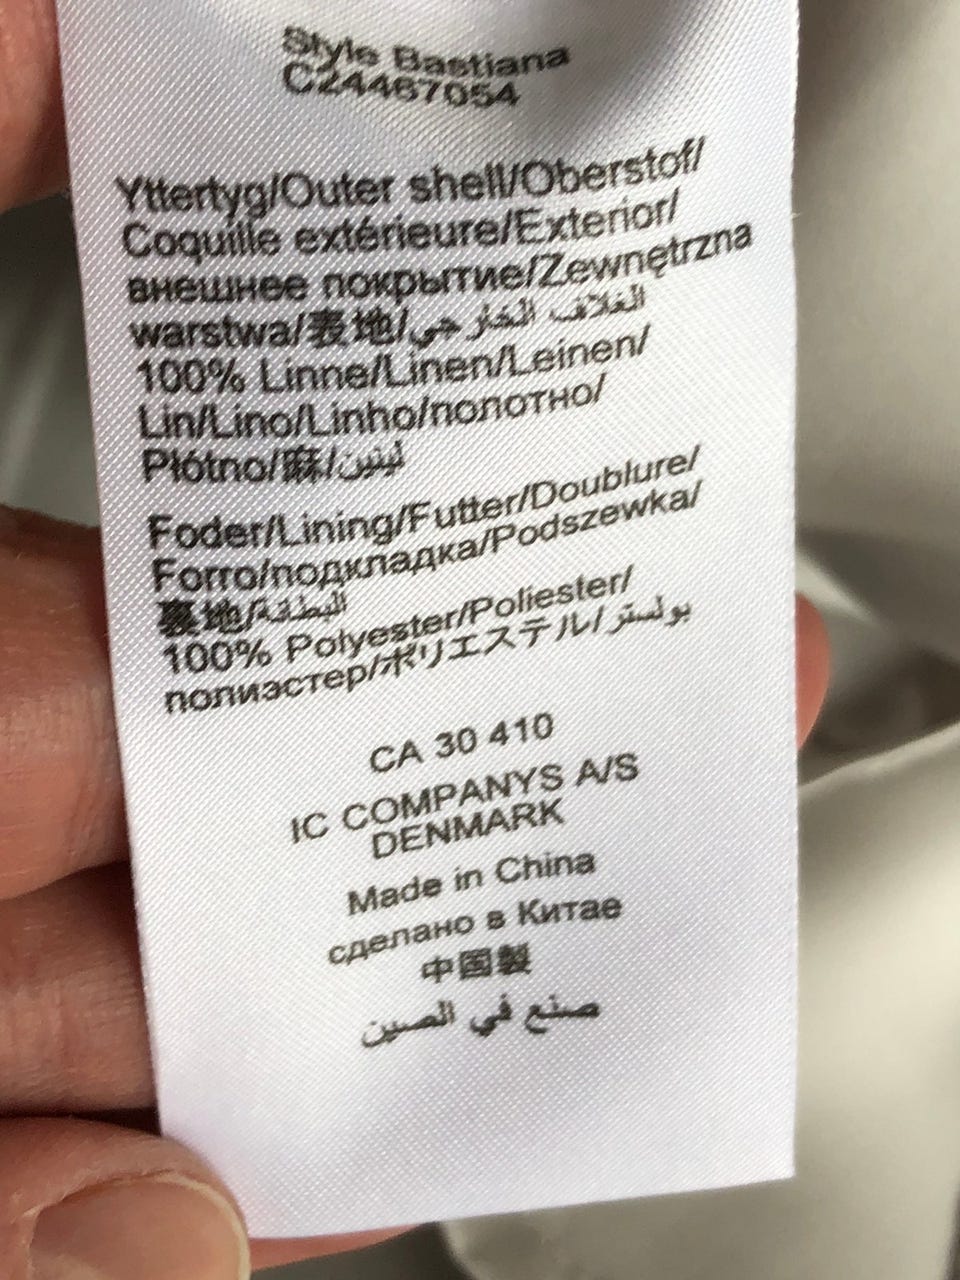 Style Bastiana
C24467054
Yttertyg/Outer shell/Oberstof/
Coquille extérieure/Exterior/
внешнее покрытие/Zewnętrzna
warstwa/表地/الغلاف الخارجي
100% Linne/Linen/Leinen/
Lin/Lino/Linho/полотно/
Płótno/麻/لينين
Foder/Lining/Futter/Doublure/
Forro/подкладка/Podszewka/
裏地/البطانة
100% Polyester/Poliester/
полиэстер/ポリエステル/بولستر
CA 30 410
IC COMPANYS A/S
DENMARK
Made in China
сделано в Китае
中国製
صنع في الصين